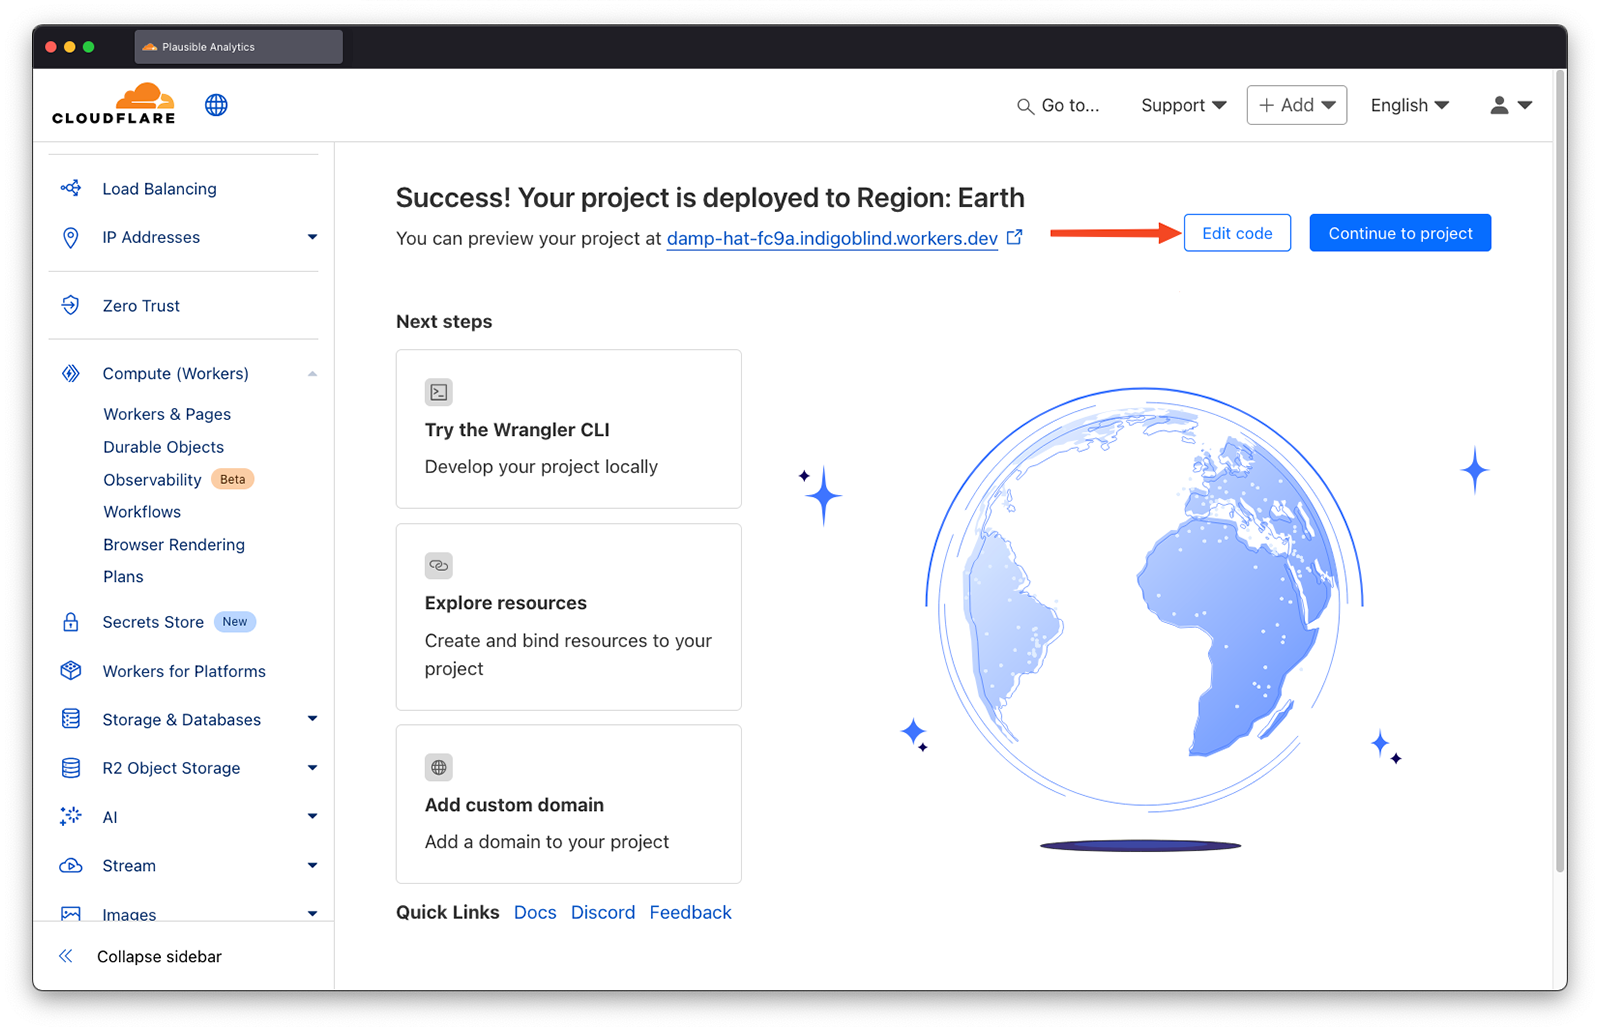 Plausible Analytics
CLOUDFLARE
Go to...
Support
+ Add
English
Load Balancing
IP Addresses
Zero Trust
Compute (Workers)
Workers & Pages
Durable Objects
Observability Beta
Workflows
Browser Rendering
Plans
Secrets Store New
Workers for Platforms
Storage & Databases
R2 Object Storage
AI
Stream
Images
Collapse sidebar
Success! Your project is deployed to Region: Earth
You can preview your project at damp-hat-fc9a.indigoblind.workers.dev
Edit code
Continue to project
Next steps
Try the Wrangler CLI
Develop your project locally
Explore resources
Create and bind resources to your
project
Add custom domain
Add a domain to your project
Quick Links Docs Discord Feedback